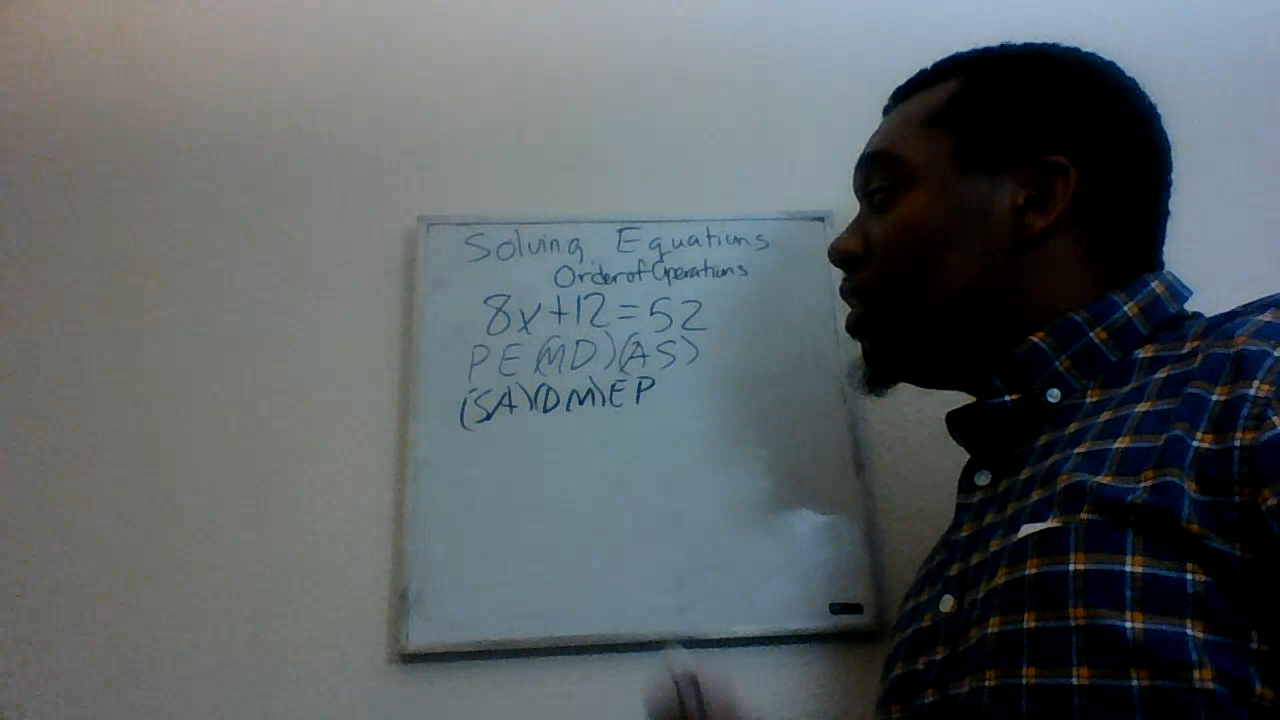 Solving Equations
Order of Operations
8x+12=52
PE(MD)(AS)
(SA)(DM)EP